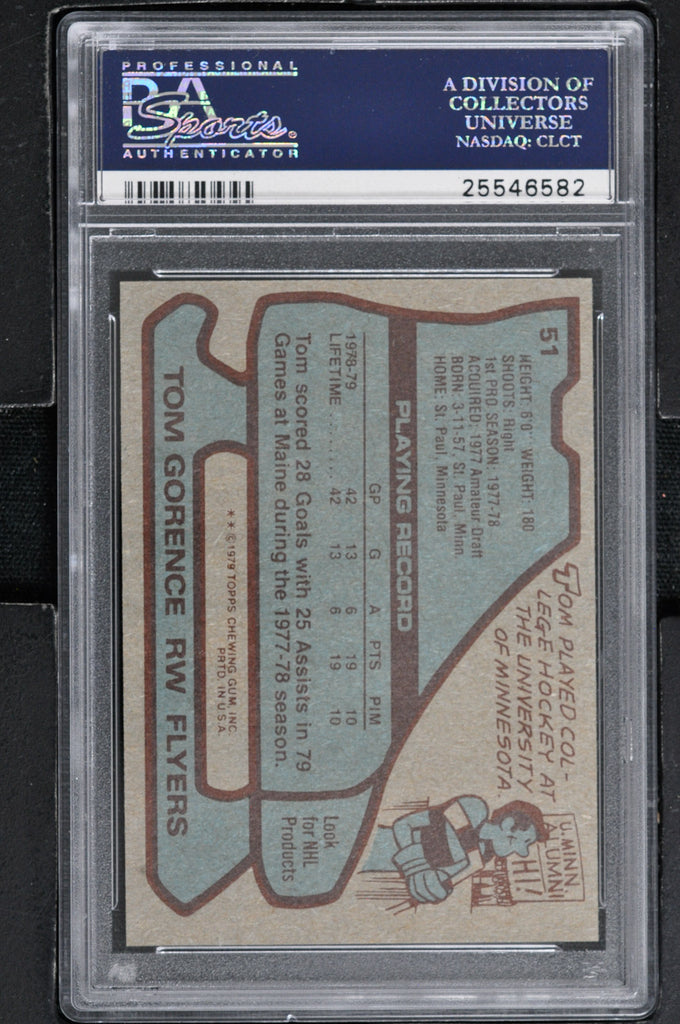 PROFESSIONAL
PSA
Sports.
AUTHENTICATOR
A DIVISION OF
COLLECTORS
UNIVERSE
NASDAQ: CLCT
25546582
51
HEIGHT: 6'0" WEIGHT: 180
SHOOTS: Right
1st PRO SEASON: 1977-78
ACQUIRED: 1977 Amateur Draft
BORN: 3-11-57, St. Paul, Minn.
HOME: St. Paul, Minnesota
TOM PLAYED COL-
LEGE HOCKEY AT
THE UNIVERSITY
OF MINNESOTA.
U. MINN.
ALUMNI
HI!
PLAYING RECORD
GP G A PTS PIM
1978-79 42 13 6 19 10
LIFETIME ........ 42 13 6 19 10
Tom scored 28 Goals with 25 Assists in 79
Games at Maine during the 1977-78 season.
Look
for NHL
Products
* * ©1979 TOPPS CHEWING GUM, INC.
PRTD. IN U.S.A.
TOM GORENCE RW FLYERS